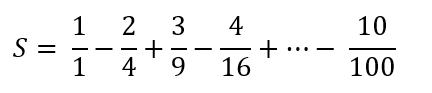 S = 1/1 − 2/4 + 3/9 − 4/16 + ⋯ − 10/100